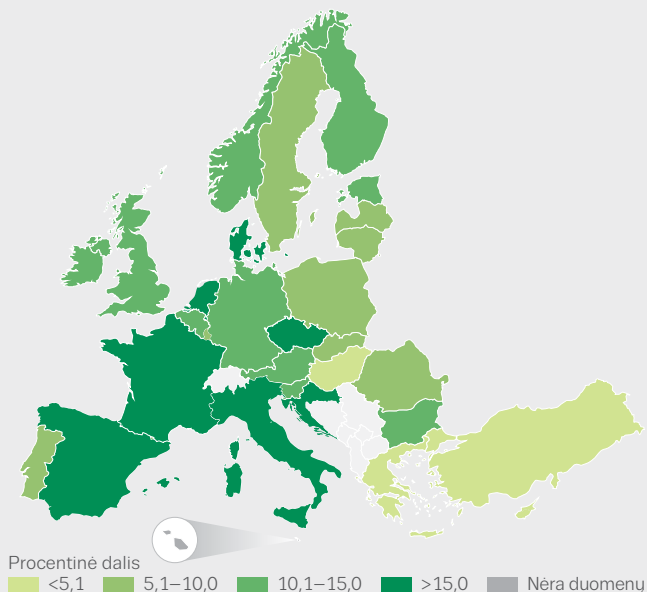 Procentinė dalis
<5,1 5,1–10,0 10,1–15,0 >15,0 Nėra duomenų